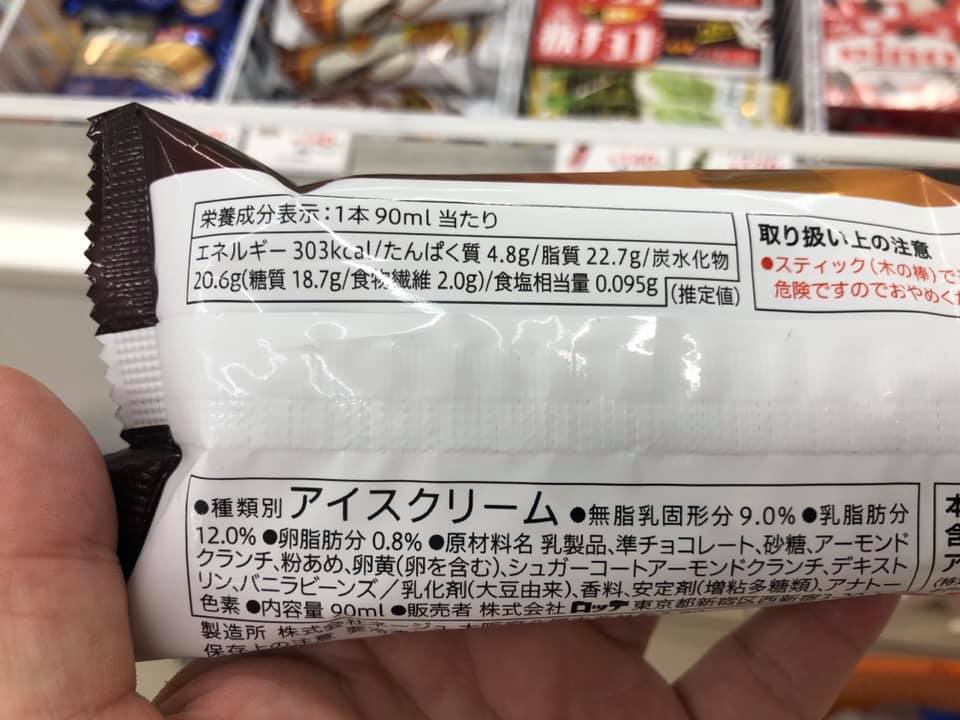 栄養成分表示:1本 90ml 当たり
エネルギー 303kcal/たんぱく質 4.8g/脂質 22.7g/炭水化物
20.6g(糖質 18.7g/食物繊維 2.0g)/食塩相当量 0.095g (推定値)
取り扱い上の注意
●スティック(木の棒)で
危険ですのでおやめく
●種類別 アイスクリーム ●無脂乳固形分 9.0% ●乳脂肪分
12.0% ●卵脂肪分 0.8% ●原材料名 乳製品、準チョコレート、砂糖、アーモンド
クランチ、粉あめ、卵黄(卵を含む)、シュガーコートアーモンドクランチ、デキスト
リン、バニラビーンズ/乳化剤(大豆由来)、香料、安定剤(増粘多糖類)、アナトー
色素 ●内容量 90ml ●販売者 株式会社 ロッテ 東京都新宿区西新宿3
製造所 株式会社
保存上の注意